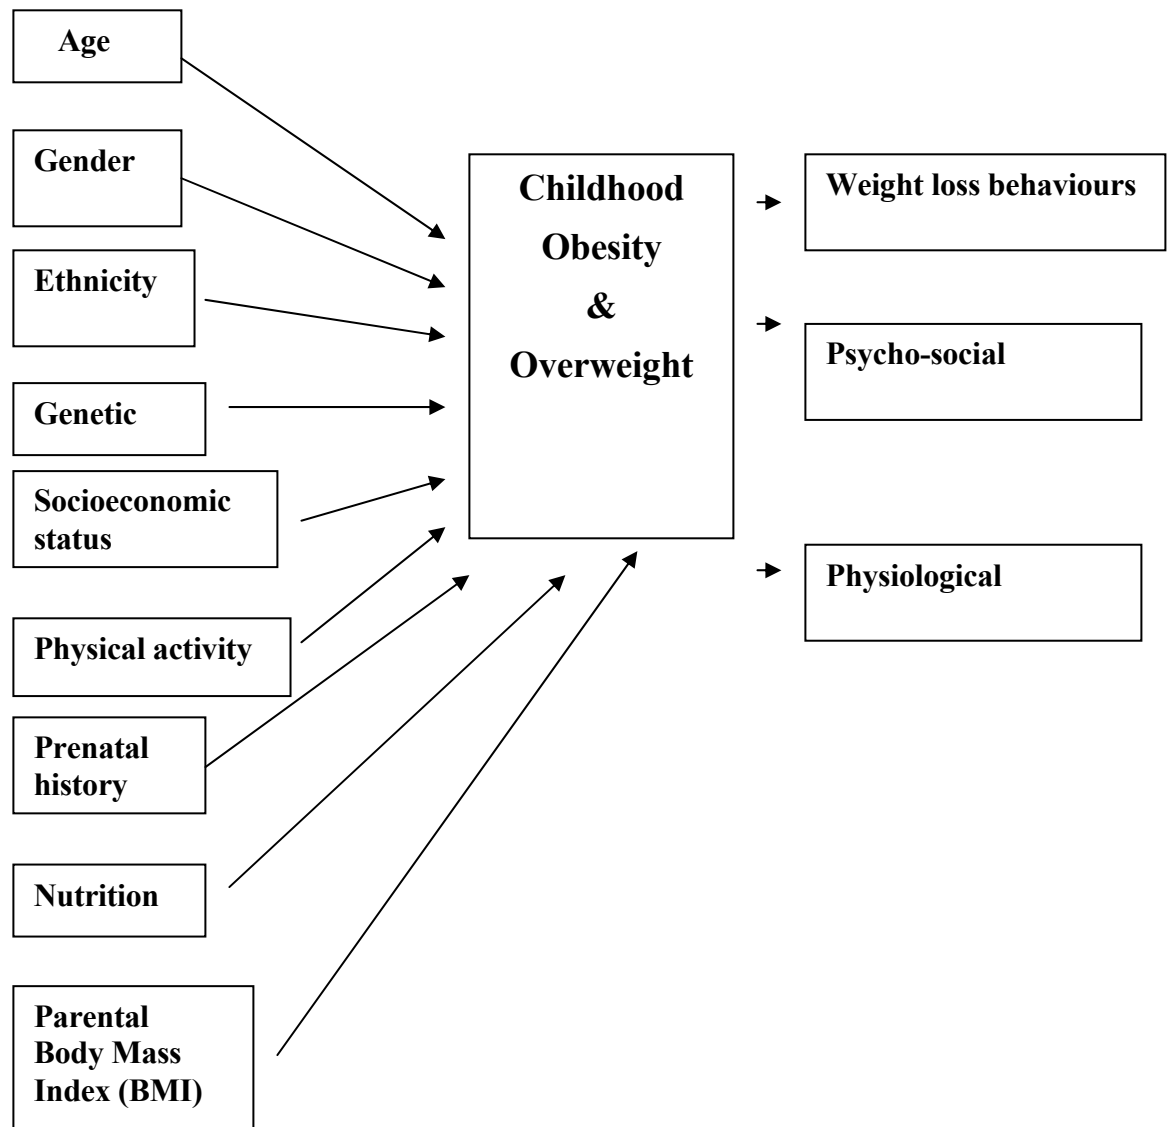 Age
Gender
Ethnicity
Genetic
Socioeconomic
status
Physical activity
Prenatal
history
Nutrition
Parental
Body Mass
Index (BMI)
Childhood
Obesity
&
Overweight
Weight loss behaviours
Psycho-social
Physiological